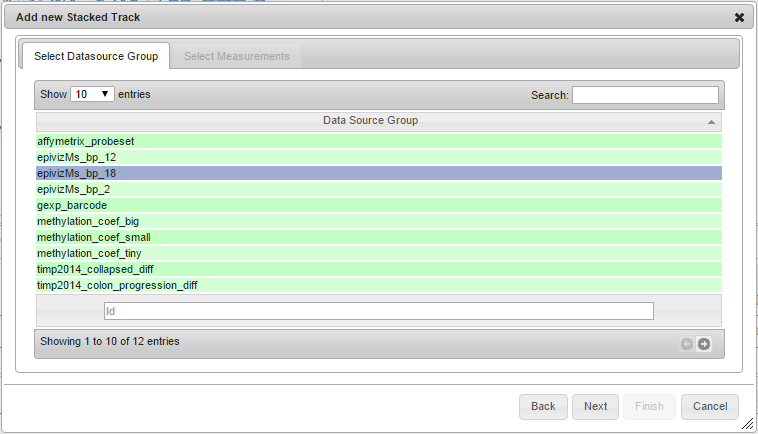 Add new Stacked Track
Select Datasource Group Select Measurements
Show 10 entries Search:
Data Source Group
affymetrix_probeset
epivizMs_bp_12
epivizMs_bp_18
epivizMs_bp_2
gexp_barcode
methylation_coef_big
methylation_coef_small
methylation_coef_tiny
timp2014_collapsed_diff
timp2014_colon_progression_diff
Id
Showing 1 to 10 of 12 entries
Back Next Finish Cancel